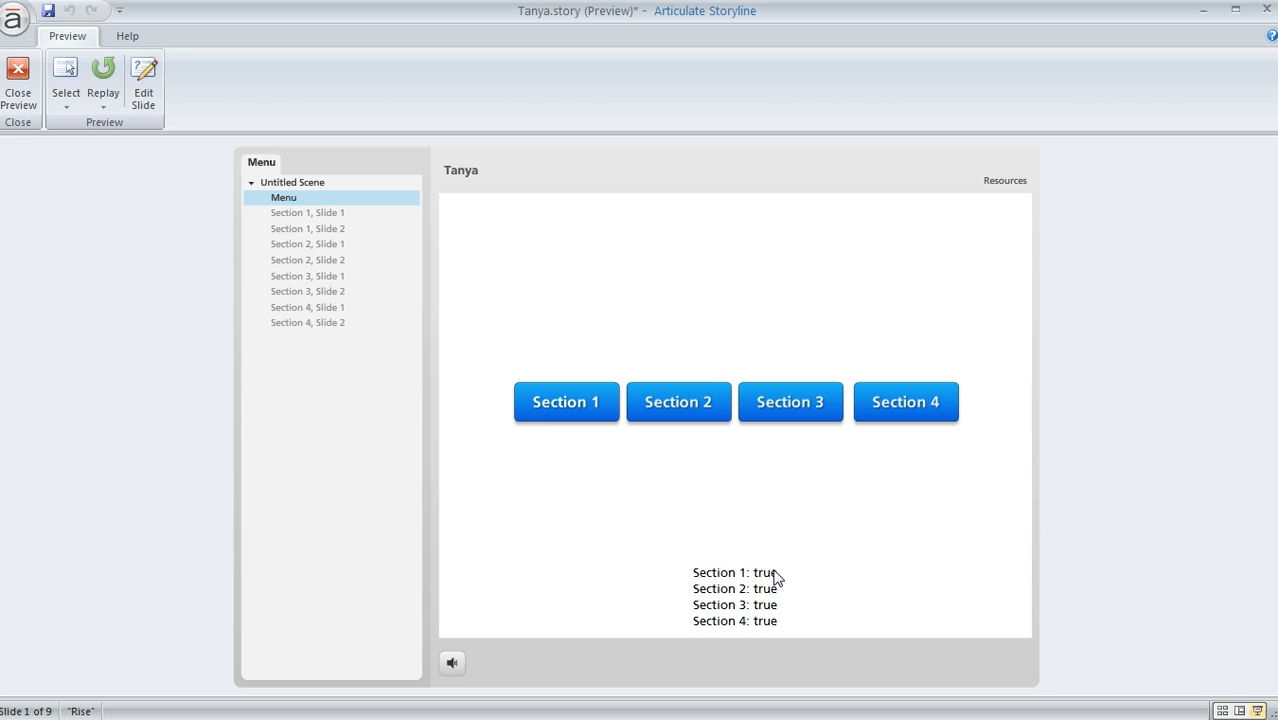 Tanya.story (Preview)* - Articulate Storyline
Preview Help
Close Preview
Select
Replay
Edit Slide
Close
Preview
Menu
Untitled Scene
Menu
Section 1, Slide 1
Section 1, Slide 2
Section 2, Slide 1
Section 2, Slide 2
Section 3, Slide 1
Section 3, Slide 2
Section 4, Slide 1
Section 4, Slide 2
Tanya
Resources
Section 1 Section 2 Section 3 Section 4
Section 1: true
Section 2: true
Section 3: true
Section 4: true
Slide 1 of 9 "Rise"